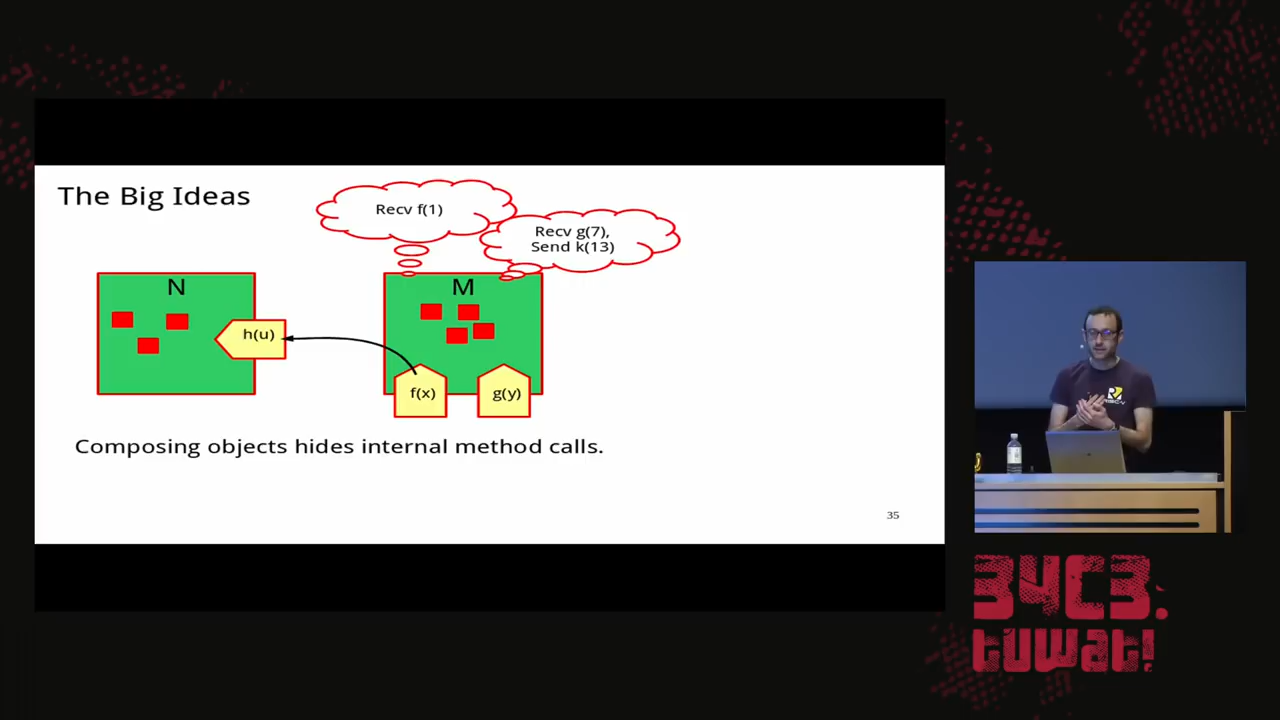 The Big Ideas
Recv f(1)
Recv g(7),
Send k(13)
N
M
h(u)
f(x)
g(y)
Composing objects hides internal method calls.
35
34C3.
tuwat!